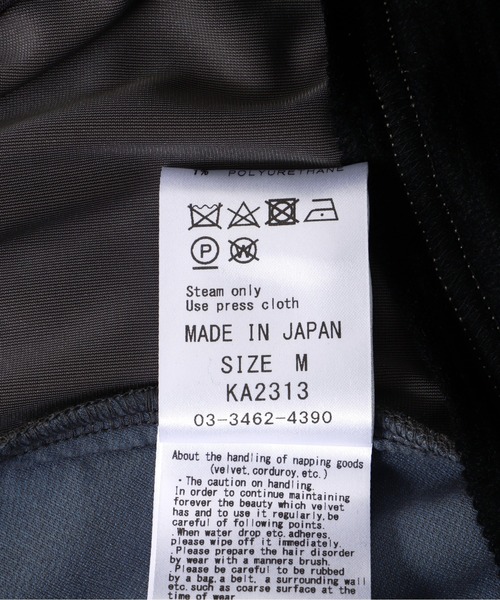 1% POLYURETHANE
P W
Steam only
Use press cloth
MADE IN JAPAN
SIZE M
KA2313
03-3462-4390
About the handling of napping goods
(velvet,corduroy,etc.)
・The caution on handling.
In order to continue maintaining
forever the beauty which velvet
has and to use it regularly,be
careful of following points.
.When water drop etc.adheres,
please wipe off it immediately.
.Please prepare the hair disorder
by wear with a manners brush.
.Please be careful to be rubbed
by a bag,a belt, a surrounding wall
etc.such as coarse surface at the
time of wear